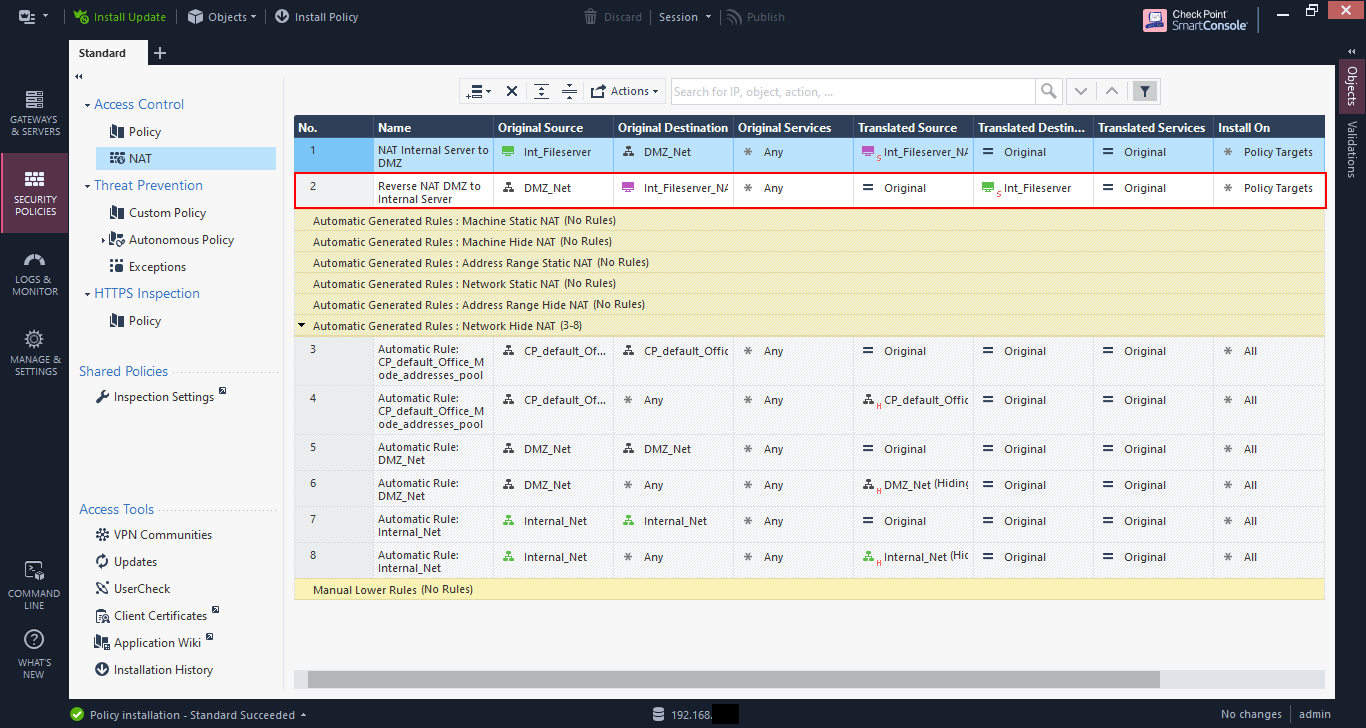 Install Update
Objects
Install Policy
Discard
Session
Publish
Check Point
SmartConsole
Standard
GATEWAYS
& SERVERS
SECURITY
POLICIES
LOGS &
MONITOR
MANAGE &
SETTINGS
COMMAND
LINE
WHAT'S
NEW
Access Control
Policy
NAT
Threat Prevention
Custom Policy
Autonomous Policy
Exceptions
HTTPS Inspection
Policy
Shared Policies
Inspection Settings
Access Tools
VPN Communities
Updates
UserCheck
Client Certificates
Application Wiki
Installation History
Actions
Search for IP, object, action, ...
No. Name Original Source Original Destination Original Services Translated Source Translated Destin... Translated Services Install On
1 NAT Internal Server to DMZ Int_Fileserver DMZ_Net * Any S Int_Fileserver_NA = Original = Original * Policy Targets
2 Reverse NAT DMZ to Internal Server DMZ_Net Int_Fileserver_NA * Any = Original S Int_Fileserver = Original * Policy Targets
Automatic Generated Rules : Machine Static NAT (No Rules)
Automatic Generated Rules : Machine Hide NAT (No Rules)
Automatic Generated Rules : Address Range Static NAT (No Rules)
Automatic Generated Rules : Network Static NAT (No Rules)
Automatic Generated Rules : Address Range Hide NAT (No Rules)
Automatic Generated Rules : Network Hide NAT (3-8)
3 Automatic Rule: CP_default_Office_Mode_addresses_pool CP_default_Of... CP_default_Offic * Any = Original = Original = Original * All
4 Automatic Rule: CP_default_Office_Mode_addresses_pool CP_default_Of... * Any * Any H CP_default_Offic = Original = Original * All
5 Automatic Rule: DMZ_Net DMZ_Net DMZ_Net * Any = Original = Original = Original * All
6 Automatic Rule: DMZ_Net DMZ_Net * Any * Any H DMZ_Net (Hiding = Original = Original * All
7 Automatic Rule: Internal_Net Internal_Net Internal_Net * Any = Original = Original = Original * All
8 Automatic Rule: Internal_Net Internal_Net * Any * Any H Internal_Net (Hid = Original = Original * All
Manual Lower Rules (No Rules)
Objects
Validations
Policy installation - Standard Succeeded
192.168.
No changes
admin